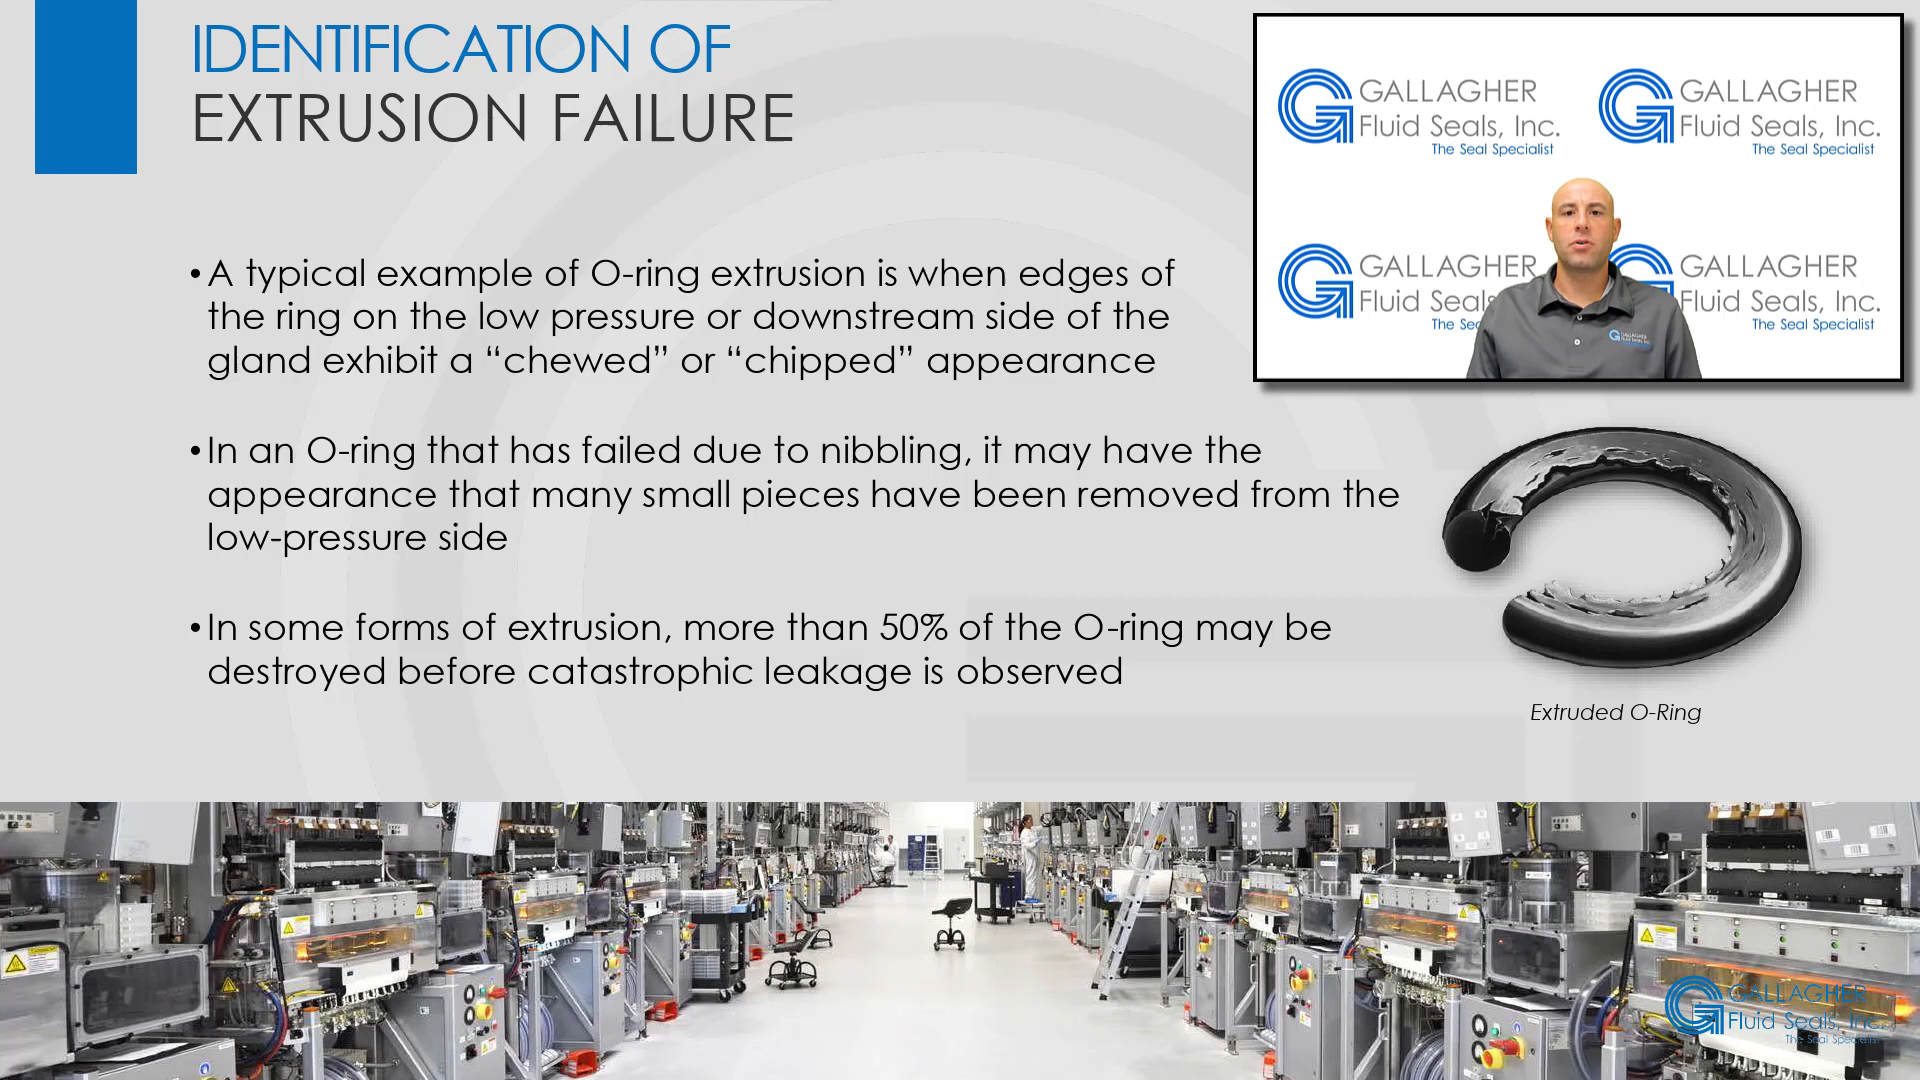 IDENTIFICATION OF
EXTRUSION FAILURE
• A typical example of O-ring extrusion is when edges of
the ring on the low pressure or downstream side of the
gland exhibit a “chewed” or “chipped” appearance
• In an O-ring that has failed due to nibbling, it may have the
appearance that many small pieces have been removed from the
low-pressure side
• In some forms of extrusion, more than 50% of the O-ring may be
destroyed before catastrophic leakage is observed
GALLAGHER
Fluid Seals, Inc.
The Seal Specialist
GALLAGHER
Fluid Seals, Inc.
The Seal Specialist
GALLAGHER
Fluid Seals
The
GALLAGHER
Fluid Seals, Inc.
The Seal Specialist
Extruded O-Ring
GALLAGHER
Fluid Seals, Inc.
The Seal Specialist